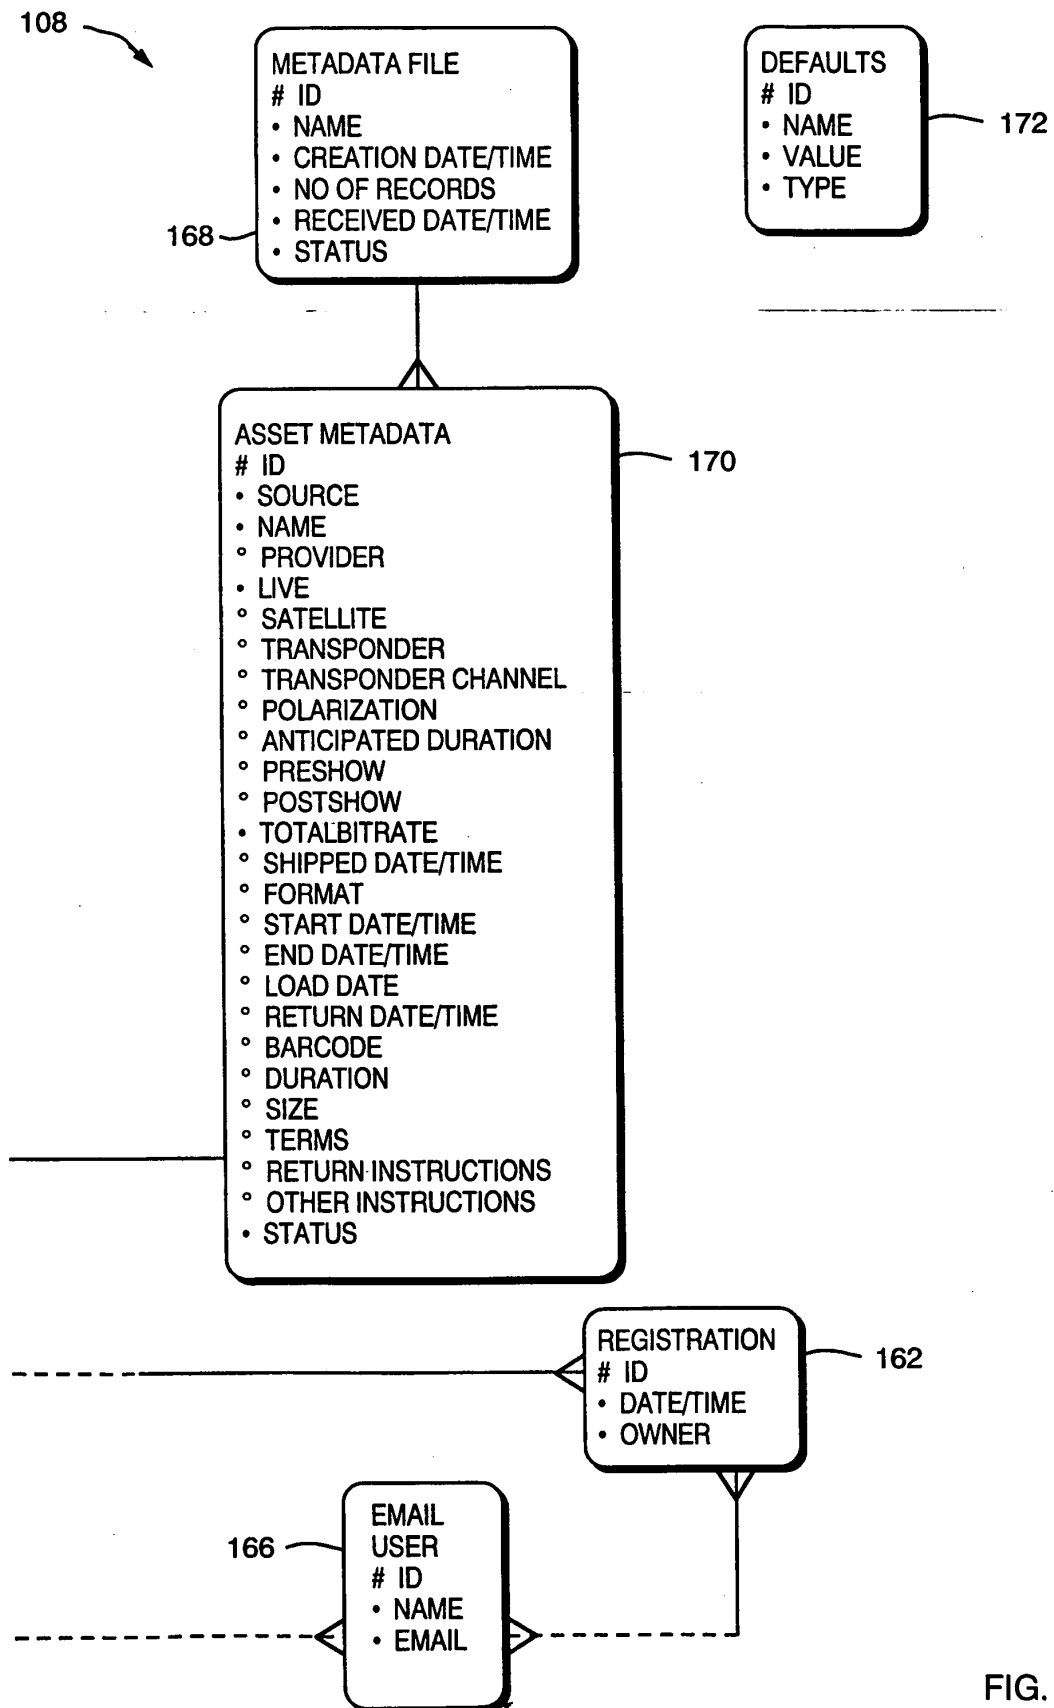 108
METADATA FILE
# ID
• NAME
• CREATION DATE/TIME
• NO OF RECORDS
• RECEIVED DATE/TIME
• STATUS
168
DEFAULTS
# ID
• NAME
• VALUE
• TYPE
172
ASSET METADATA
# ID
• SOURCE
• NAME
° PROVIDER
• LIVE
° SATELLITE
° TRANSPONDER
° TRANSPONDER CHANNEL
° POLARIZATION
° ANTICIPATED DURATION
° PRESHOW
° POSTSHOW
• TOTALBITRATE
° SHIPPED DATE/TIME
° FORMAT
° START DATE/TIME
° END DATE/TIME
° LOAD DATE
° RETURN DATE/TIME
° BARCODE
° DURATION
° SIZE
° TERMS
° RETURN INSTRUCTIONS
° OTHER INSTRUCTIONS
• STATUS
170
REGISTRATION
# ID
• DATE/TIME
• OWNER
162
EMAIL
USER
# ID
• NAME
• EMAIL
166
FIG.